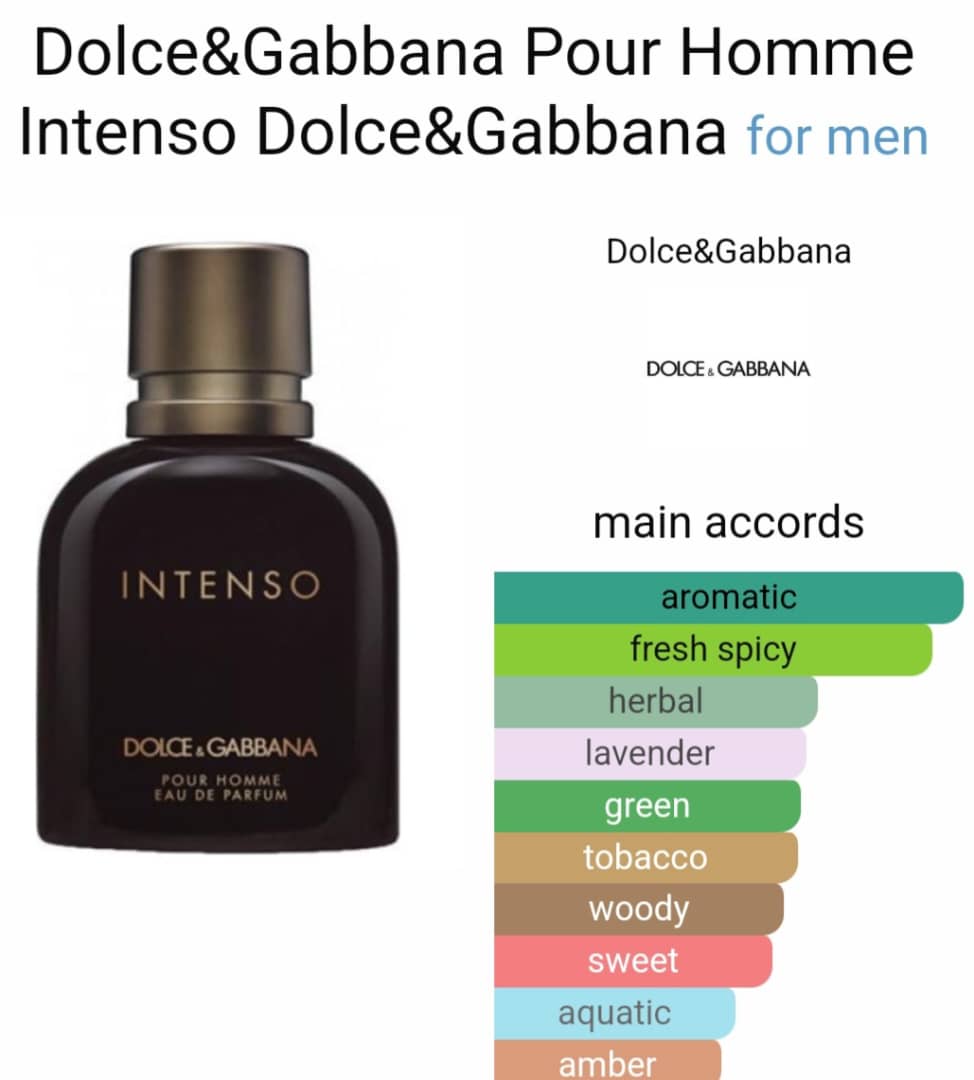 Dolce&Gabbana Pour Homme
Intenso Dolce&Gabbana for men
Dolce&Gabbana
DOLCE & GABBANA
INTENSO
DOLCE & GABBANA
POUR HOMME
EAU DE PARFUM
main accords
aromatic
fresh spicy
herbal
lavender
green
tobacco
woody
sweet
aquatic
amber